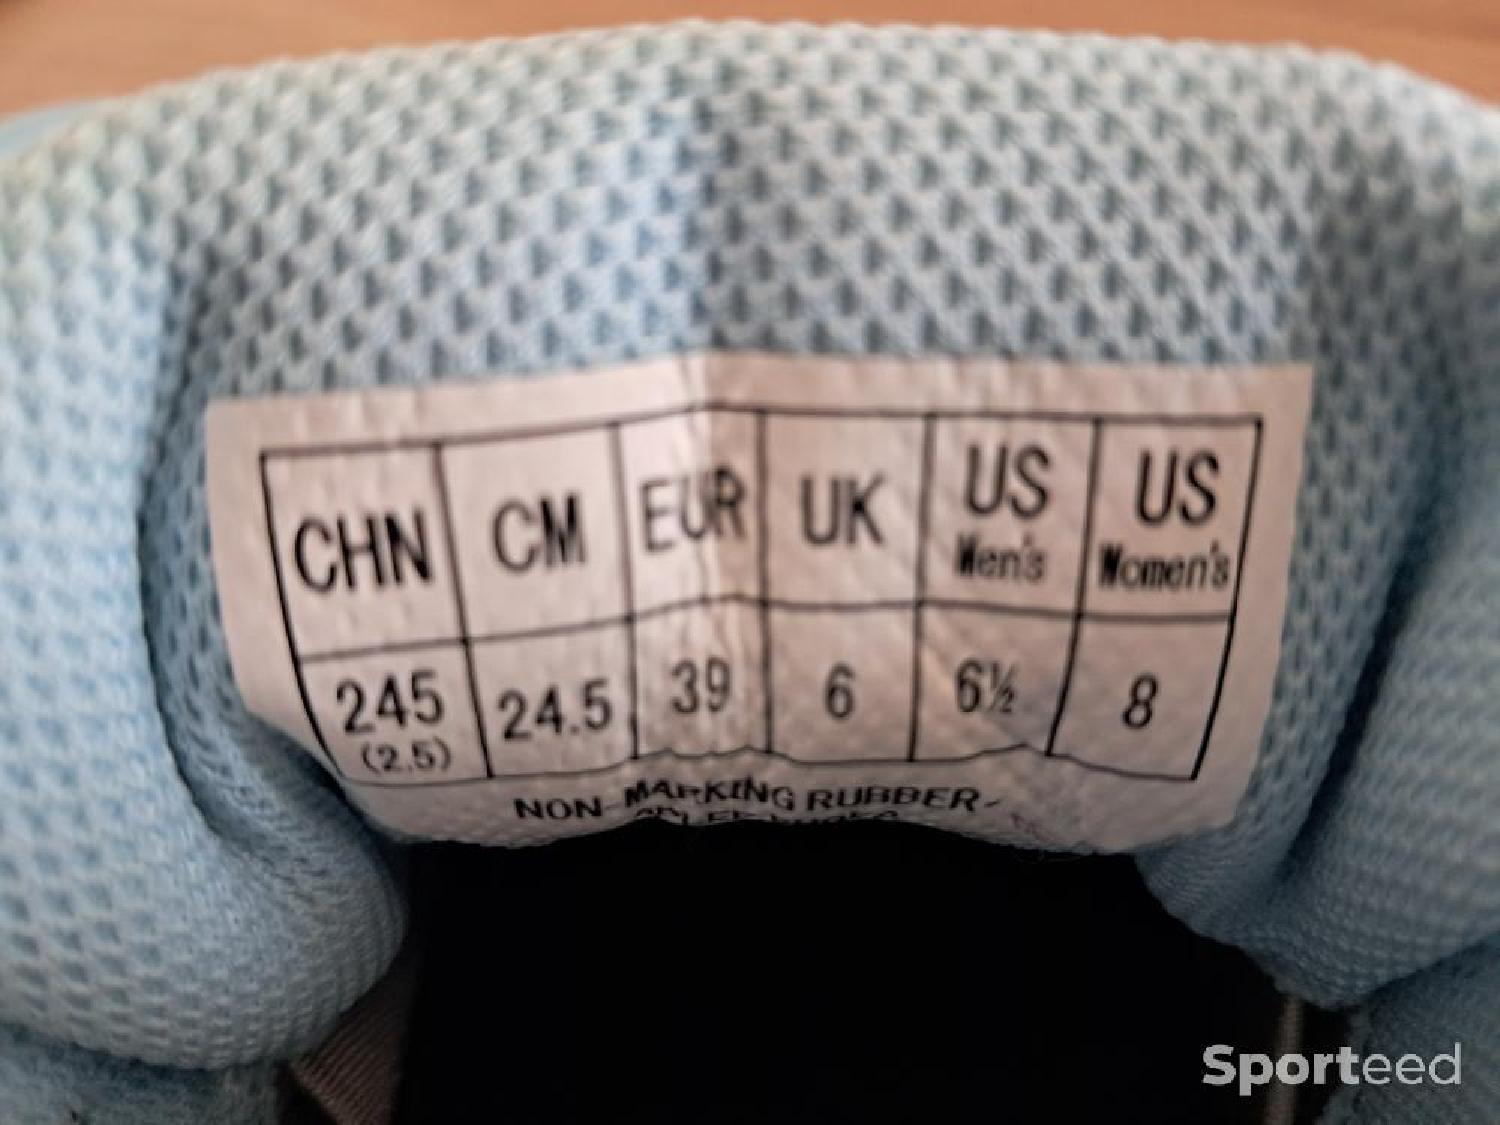 CHN CM EUR UK US Men's US Women's
245 (2.5) 24.5 39 6 6½ 8
NON-MARKING RUBBER-
Sporteed